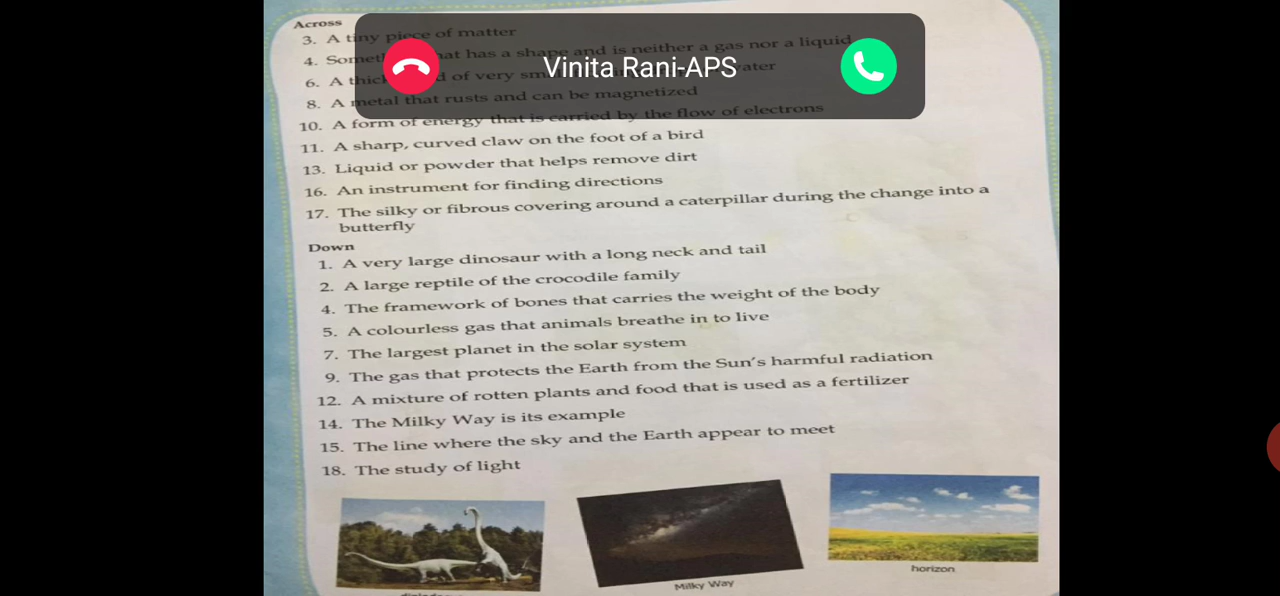 Across
3. A tiny piece of matter
4. that has a shape and is neither a gas nor a liquid
Vinita Rani-APS
6. A thick of very water
8. A metal that rusts and can be magnetized
10. A form of energy that is carried by the flow of electrons
11. A sharp, curved claw on the foot of a bird
13. Liquid or powder that helps remove dirt
16. An instrument for finding directions
17. The silky or fibrous covering around a caterpillar during the change into a
butterfly
Down
1. A very large dinosaur with a long neck and tail
2. A large reptile of the crocodile family
4. The framework of bones that carries the weight of the body
5. A colourless gas that animals breathe in to live
7. The largest planet in the solar system
9. The gas that protects the Earth from the Sun's harmful radiation
12. A mixture of rotten plants and food that is used as a fertilizer
14. The Milky Way is its example
15. The line where the sky and the Earth appear to meet
18. The study of light
Milky Way
horizon